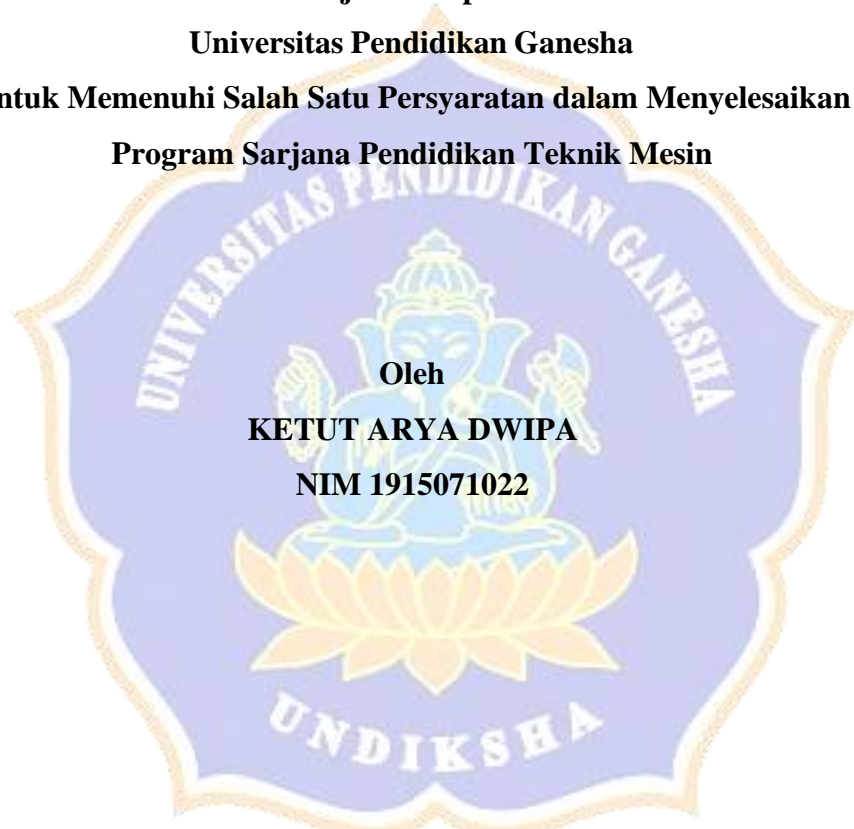 Universitas Pendidikan Ganesha
ntuk Memenuhi Salah Satu Persyaratan dalam Menyelesaikan
Program Sarjana Pendidikan Teknik Mesin
UNIVERSITAS PENDIDIKAN GANESHA
Oleh
KETUT ARYA DWIPA
NIM 1915071022
UNDIKSHA